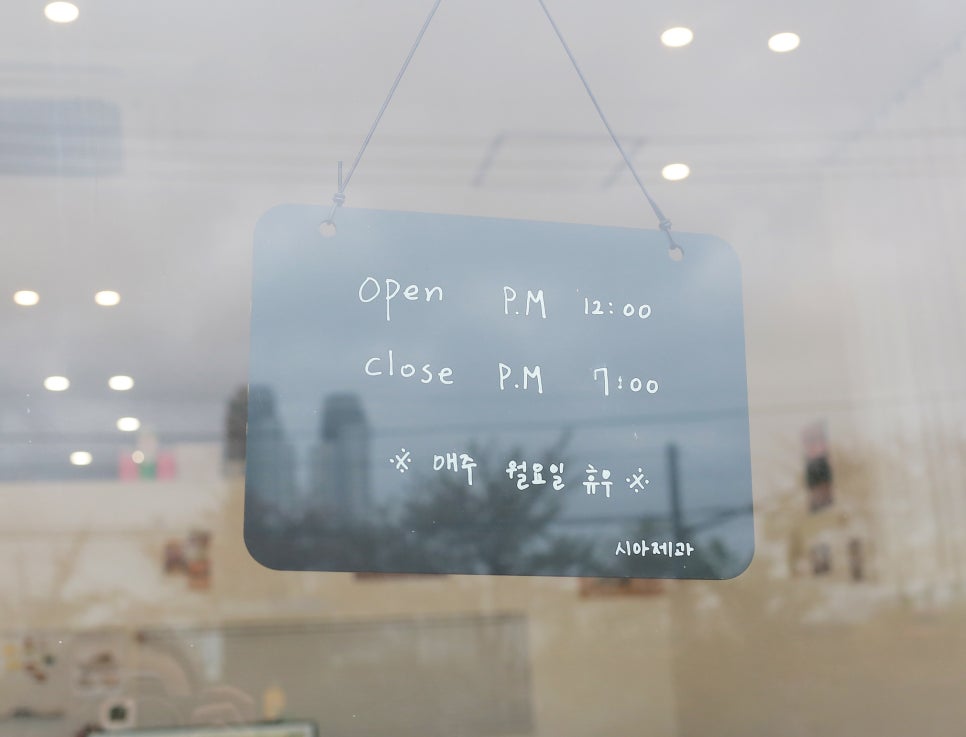 Open P.M 12:00
Close P.M 7:00
※ 매주 월요일 휴무 ※
시아제과